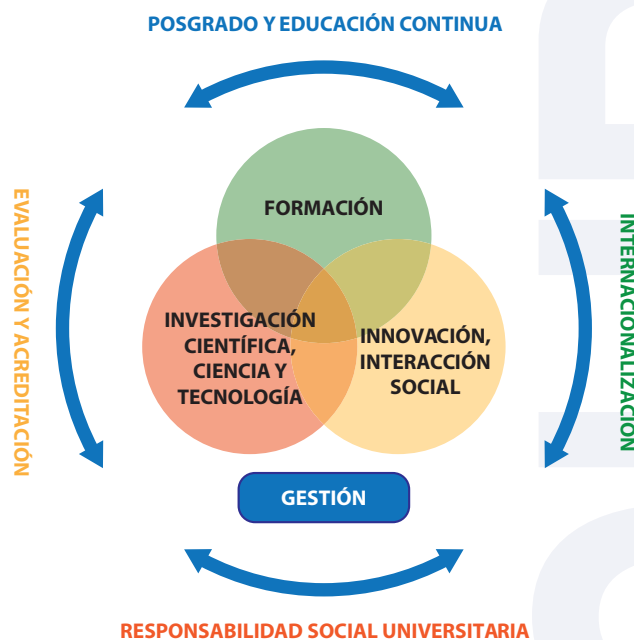 POSGRADO Y EDUCACIÓN CONTINUA
EVALUACIÓN Y ACREDITACIÓN
INTERNACIONALIZACIÓN
FORMACIÓN
INVESTIGACIÓN
CIENTÍFICA,
CIENCIA Y
TECNOLOGÍA
INNOVACIÓN,
INTERACCIÓN
SOCIAL
GESTIÓN
RESPONSABILIDAD SOCIAL UNIVERSITARIA